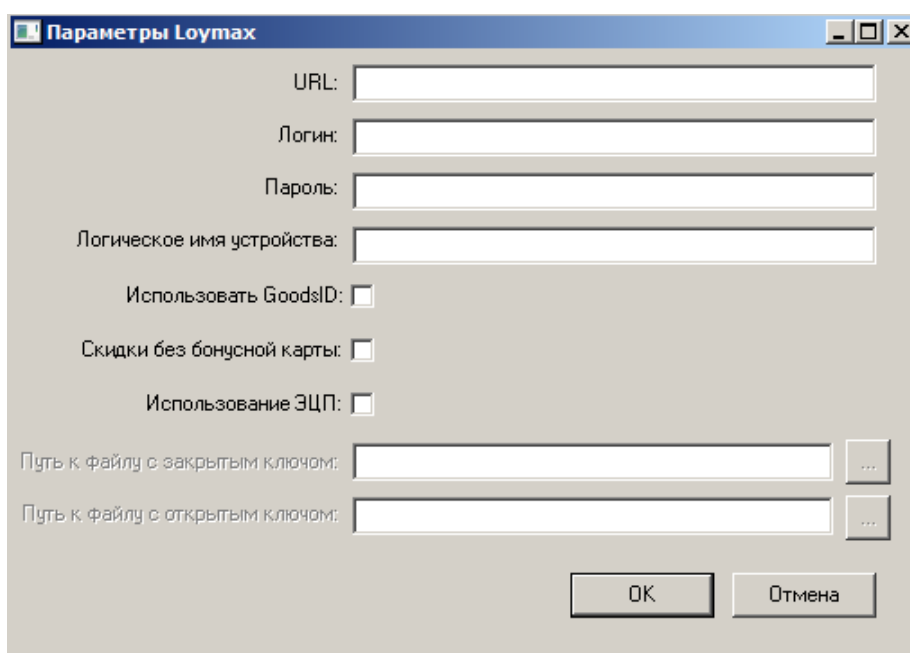 Параметры Loymax
URL:
Логин:
Пароль:
Логическое имя устройства:
Использовать GoodsID:
Скидки без бонусной карты:
Использование ЭЦП:
Путь к файлу с закрытым ключом:
...
Путь к файлу с открытым ключом:
...
OK Отмена